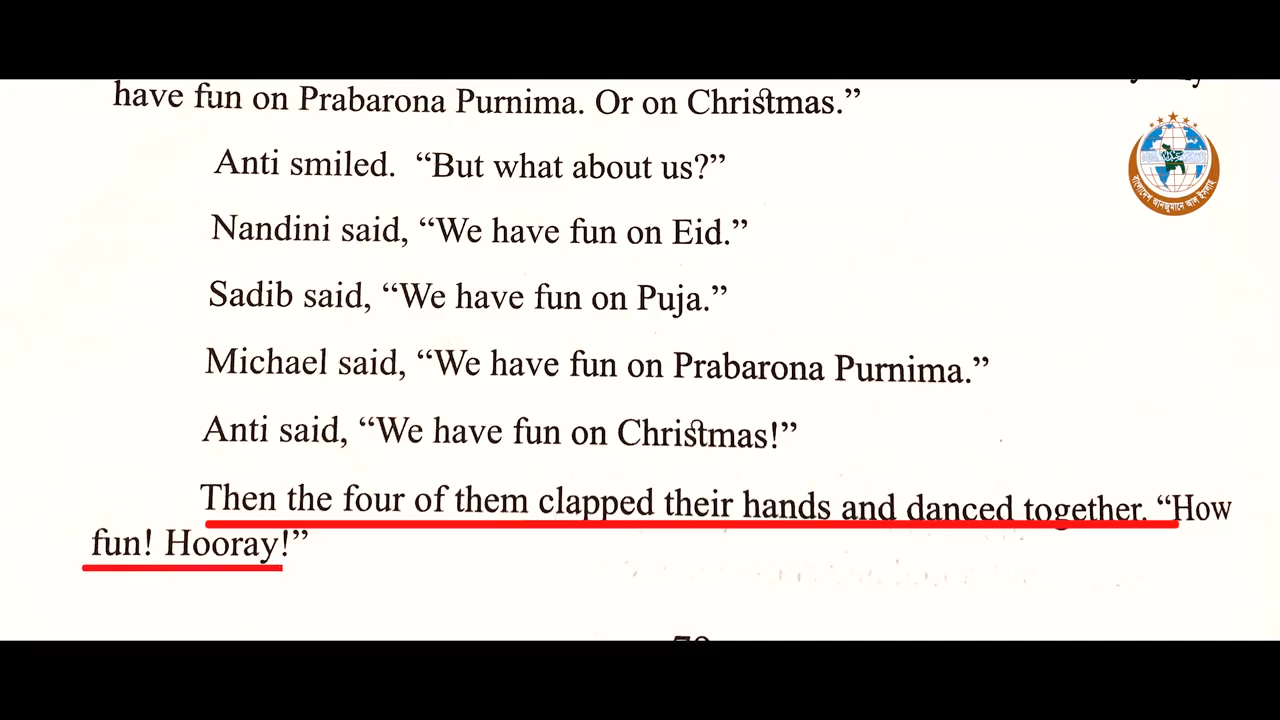 have fun on Prabarona Purnima. Or on Christmas.”
Anti smiled. “But what about us?”
Nandini said, “We have fun on Eid.”
Sadib said, “We have fun on Puja.”
Michael said, “We have fun on Prabarona Purnima.”
Anti said, “We have fun on Christmas!”
Then the four of them clapped their hands and danced together. “How
fun! Hooray!”
বাংলাদেশ আনজুমানে আল ইসলাহ